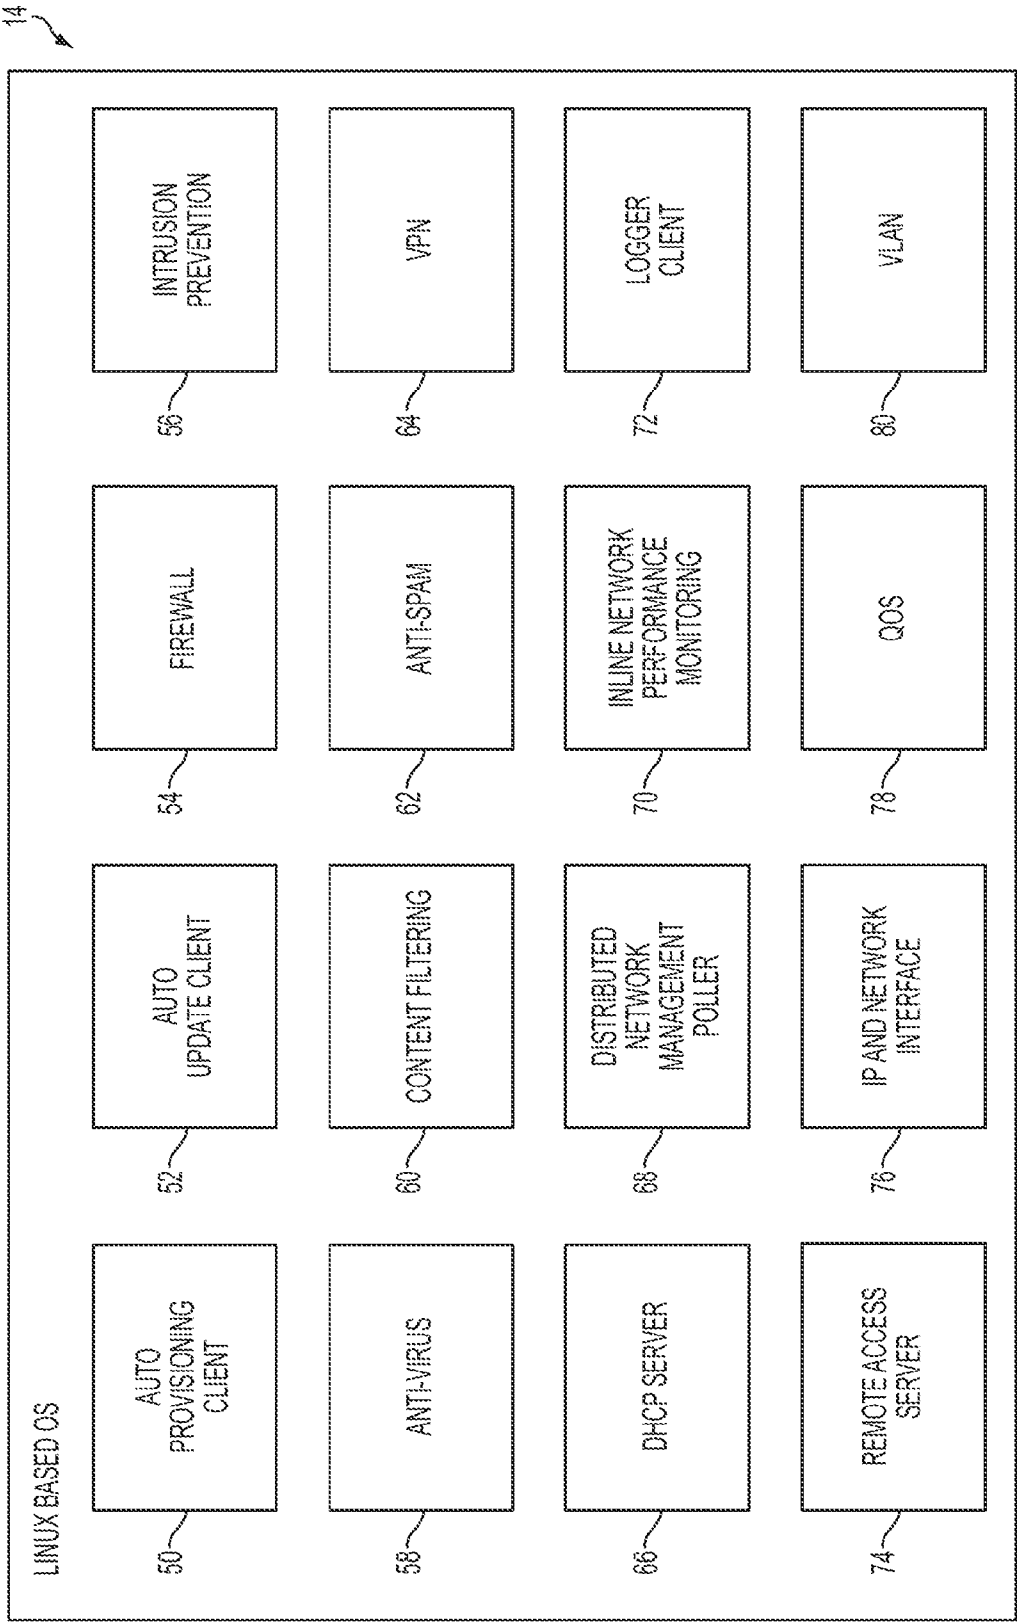 14
LINUX BASED OS
50
AUTO
PROVISIONING
CLIENT
52
AUTO
UPDATE CLIENT
54
FIREWALL
56
INTRUSION
PREVENTION
58
ANTI-VIRUS
60
CONTENT FILTERING
62
ANTI-SPAM
64
VPN
66
DHCP SERVER
68
DISTRIBUTED
NETWORK
MANAGEMENT
POLLER
70
INLINE NETWORK
PERFORMANCE
MONITORING
72
LOGGER
CLIENT
74
REMOTE ACCESS
SERVER
76
IP AND NETWORK
INTERFACE
78
QOS
80
VLAN